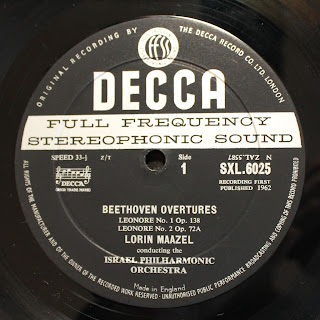 ORIGINAL RECORDING BY
THE DECCA RECORD CO. LTD. LONDON
ffss
DECCA
FULL FREQUENCY
STEREOPHONIC SOUND
SPEED 33⅓
Side
1
SXL.6025
RECORDING FIRST
PUBLISHED 1962
DECCA
BEETHOVEN OVERTURES
LEONORE No. 1 Op. 138
LEONORE No. 2 Op. 72A
LORIN MAAZEL
conducting the
ISRAEL PHILHARMONIC
ORCHESTRA
Made in England
ALL RIGHTS OF THE MANUFACTURER AND OF THE OWNER OF THE RECORDED WORK RESERVED · UNAUTHORISED PUBLIC PERFORMANCE BROADCASTING AND COPYING OF THIS RECORD PROHIBITED